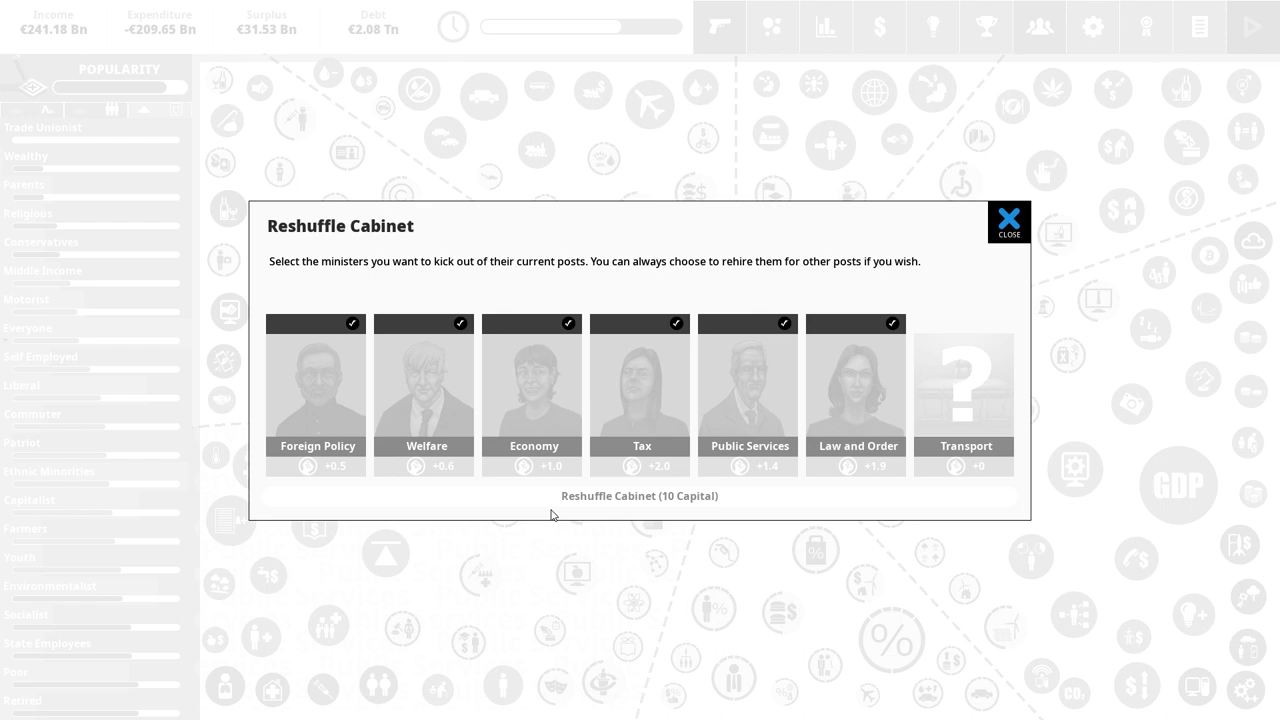 Income Expenditure Surplus Debt
€241.18 Bn -€209.65 Bn €31.53 Bn €2.08 Tn
POPULARITY
Trade Unionist
Wealthy
Parents
Religious
Conservatives
Middle Income
Motorist
Everyone
Self Employed
Liberal
Commuter
Patriot
Ethnic Minorities
Capitalist
Farmers
Youth
Environmentalist
Socialist
State Employees
Poor
Retired
Reshuffle Cabinet
CLOSE
Select the ministers you want to kick out of their current posts. You can always choose to rehire them for other posts if you wish.
Foreign Policy Welfare Economy Tax Public Services Law and Order Transport
+0.5 +0.6 +1.0 +2.0 +1.4 +1.9 +0
Reshuffle Cabinet (10 Capital)
GDP
CO₂